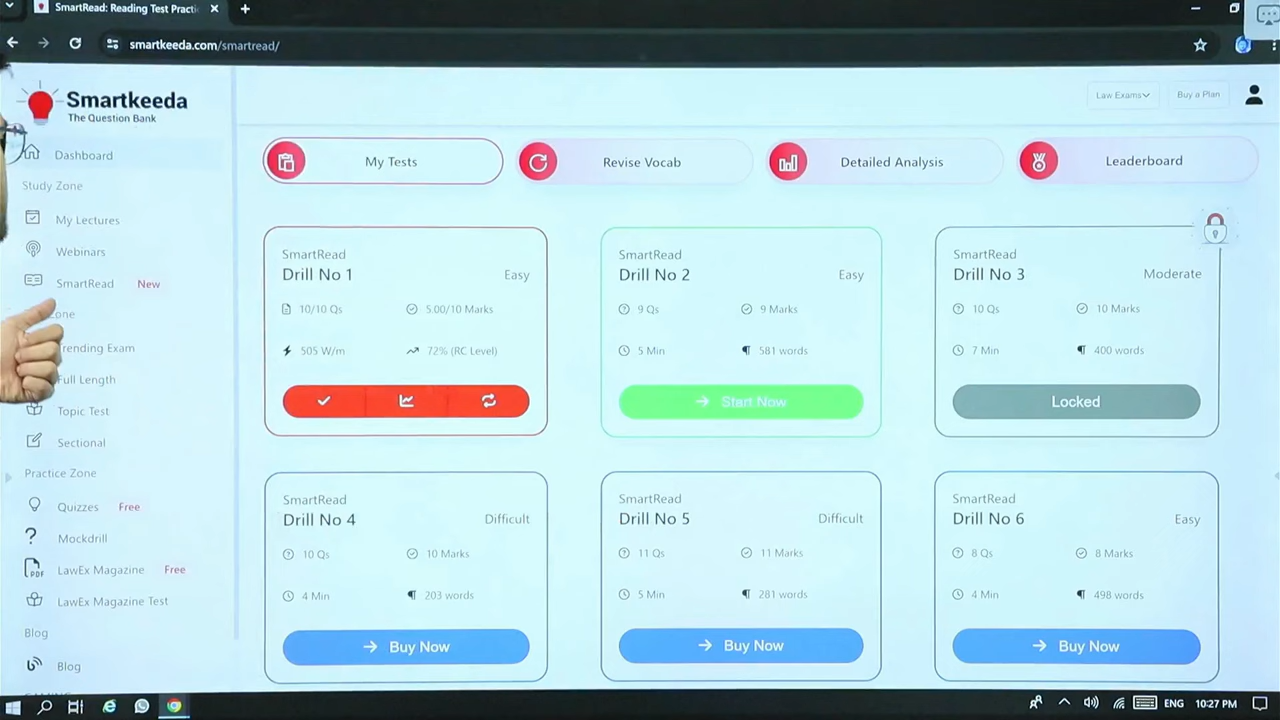 SmartRead: Reading Test Practi
smartkeeda.com/smartread/
Smartkeeda
The Question Bank
Law Exams
Buy a Plan
Dashboard
Study Zone
My Lectures
Webinars
SmartRead New
one
rending Exam
Full Length
Topic Test
Sectional
Practice Zone
Quizzes Free
Mockdrill
PDF
LawEx Magazine Free
LawEx Magazine Test
Blog
Blog
My Tests
Revise Vocab
Detailed Analysis
Leaderboard
SmartRead
Drill No 1 Easy
10/10 Qs 5.00/10 Marks
505 W/m 72% (RC Level)
SmartRead
Drill No 2 Easy
9 Qs 9 Marks
5 Min 581 words
Start Now
SmartRead
Drill No 3 Moderate
10 Qs 10 Marks
7 Min 400 words
Locked
SmartRead
Drill No 4 Difficult
10 Qs 10 Marks
4 Min 203 words
Buy Now
SmartRead
Drill No 5 Difficult
11 Qs 11 Marks
5 Min 281 words
Buy Now
SmartRead
Drill No 6 Easy
8 Qs 8 Marks
4 Min 498 words
Buy Now
ENG 10:27 PM